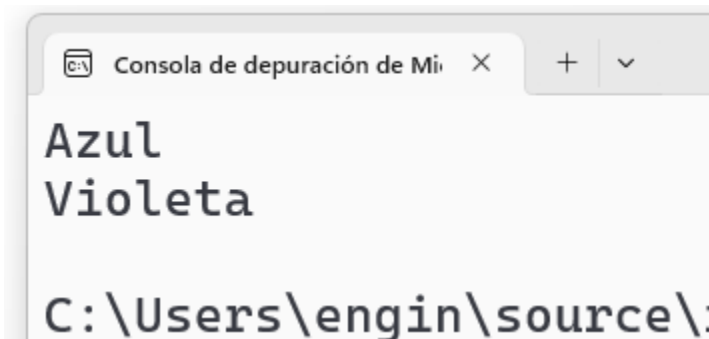 Consola de depuración de Mi
Azul
Violeta
C:\Users\engin\source\